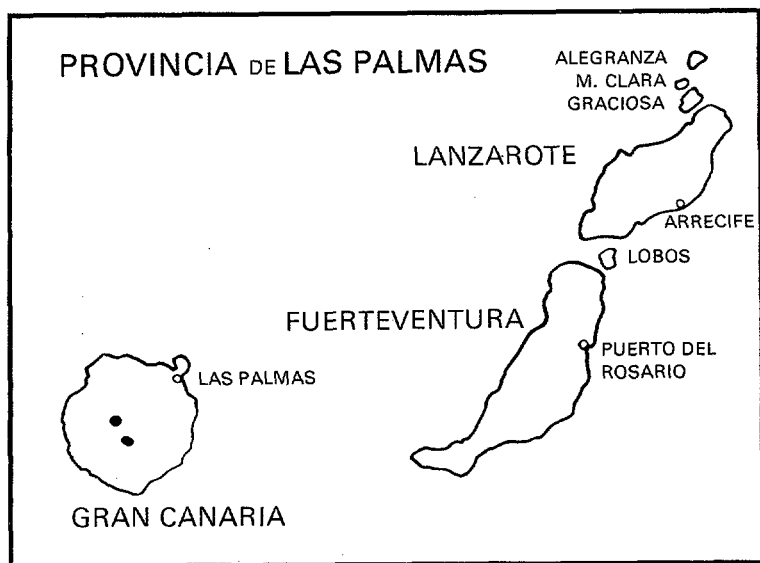 PROVINCIA DE LAS PALMAS
ALEGRANZA
M. CLARA
GRACIOSA
LANZAROTE
ARRECIFE
LOBOS
FUERTEVENTURA
PUERTO DEL
ROSARIO
LAS PALMAS
GRAN CANARIA